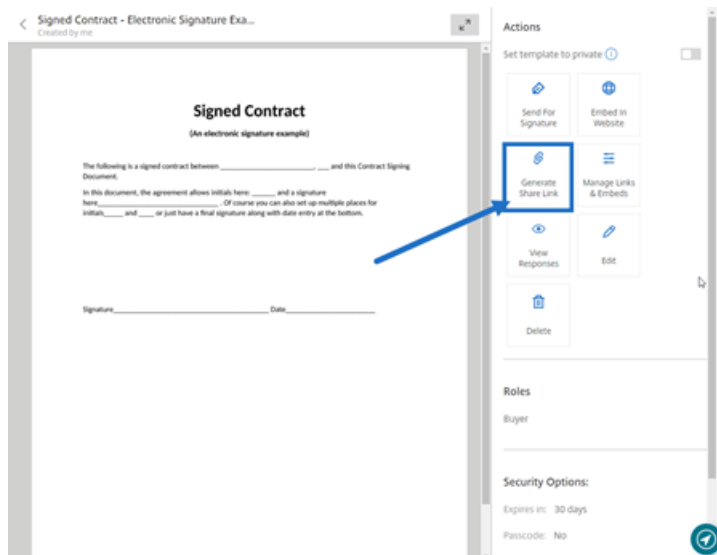 Signed Contract - Electronic Signature Exa...
Created by me
Signed Contract
(An electronic signature example)
The following is a signed contract between ____________________________, ___ and this Contract Signing
Document.
In this document, the agreement allows initials here: ______ and a signature
here________________________________ . Of course you can also set up multiple places for
initials_____ and ____ or just have a final signature along with date entry at the bottom.
Signature__________________________________________ Date________________________
Actions
Set template to private
Send For
Signature
Embed In
Website
Generate
Share Link
Manage Links
& Embeds
View
Responses
Edit
Delete
Roles
Buyer
Security Options:
Expires in: 30 days
Passcode: No